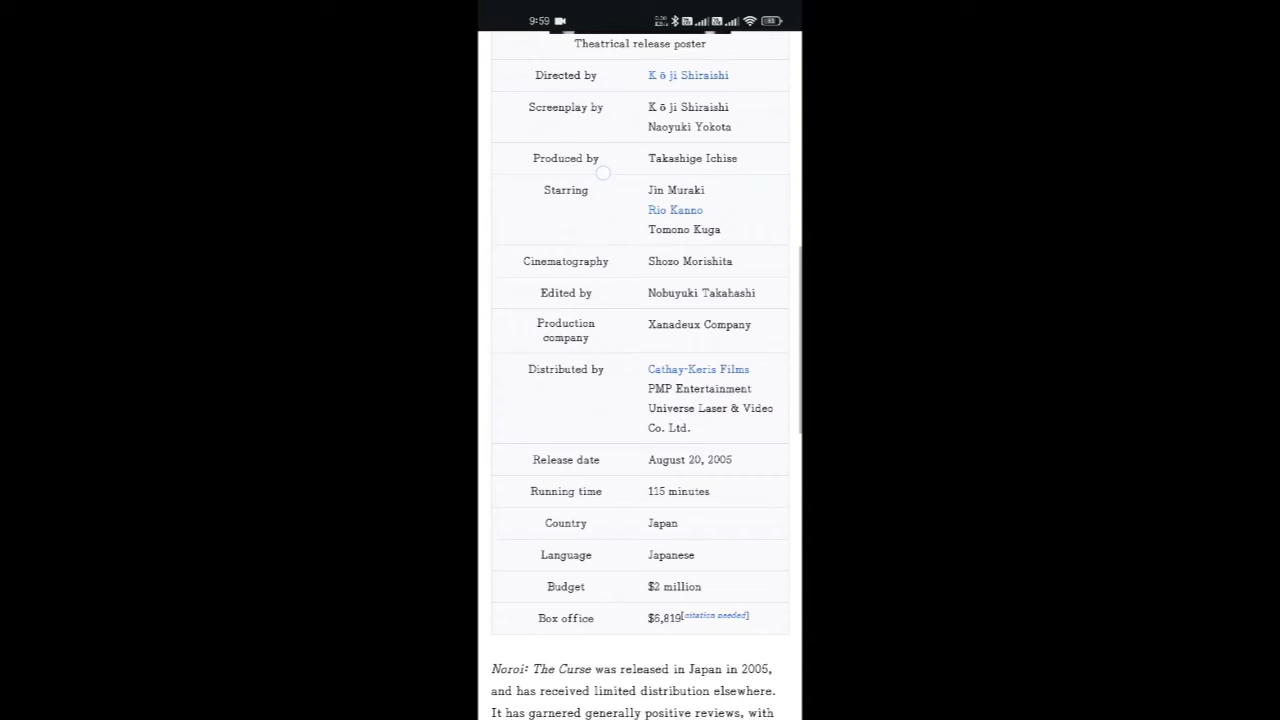 9:59
Theatrical release poster
Directed by Kō ji Shiraishi
Screenplay by Kō ji Shiraishi
Naoyuki Yokota
Produced by Takashige Ichise
Starring Jin Muraki
Rio Kanno
Tomono Kuga
Cinematography Shozo Morishita
Edited by Nobuyuki Takahashi
Production
company Xanadeux Company
Distributed by Cathay-Keris Films
PMP Entertainment
Universe Laser & Video
Co. Ltd.
Release date August 20, 2005
Running time 115 minutes
Country Japan
Language Japanese
Budget $2 million
Box office $6,819[citation needed]
Noroi: The Curse was released in Japan in 2005,
and has received limited distribution elsewhere.
It has garnered generally positive reviews, with